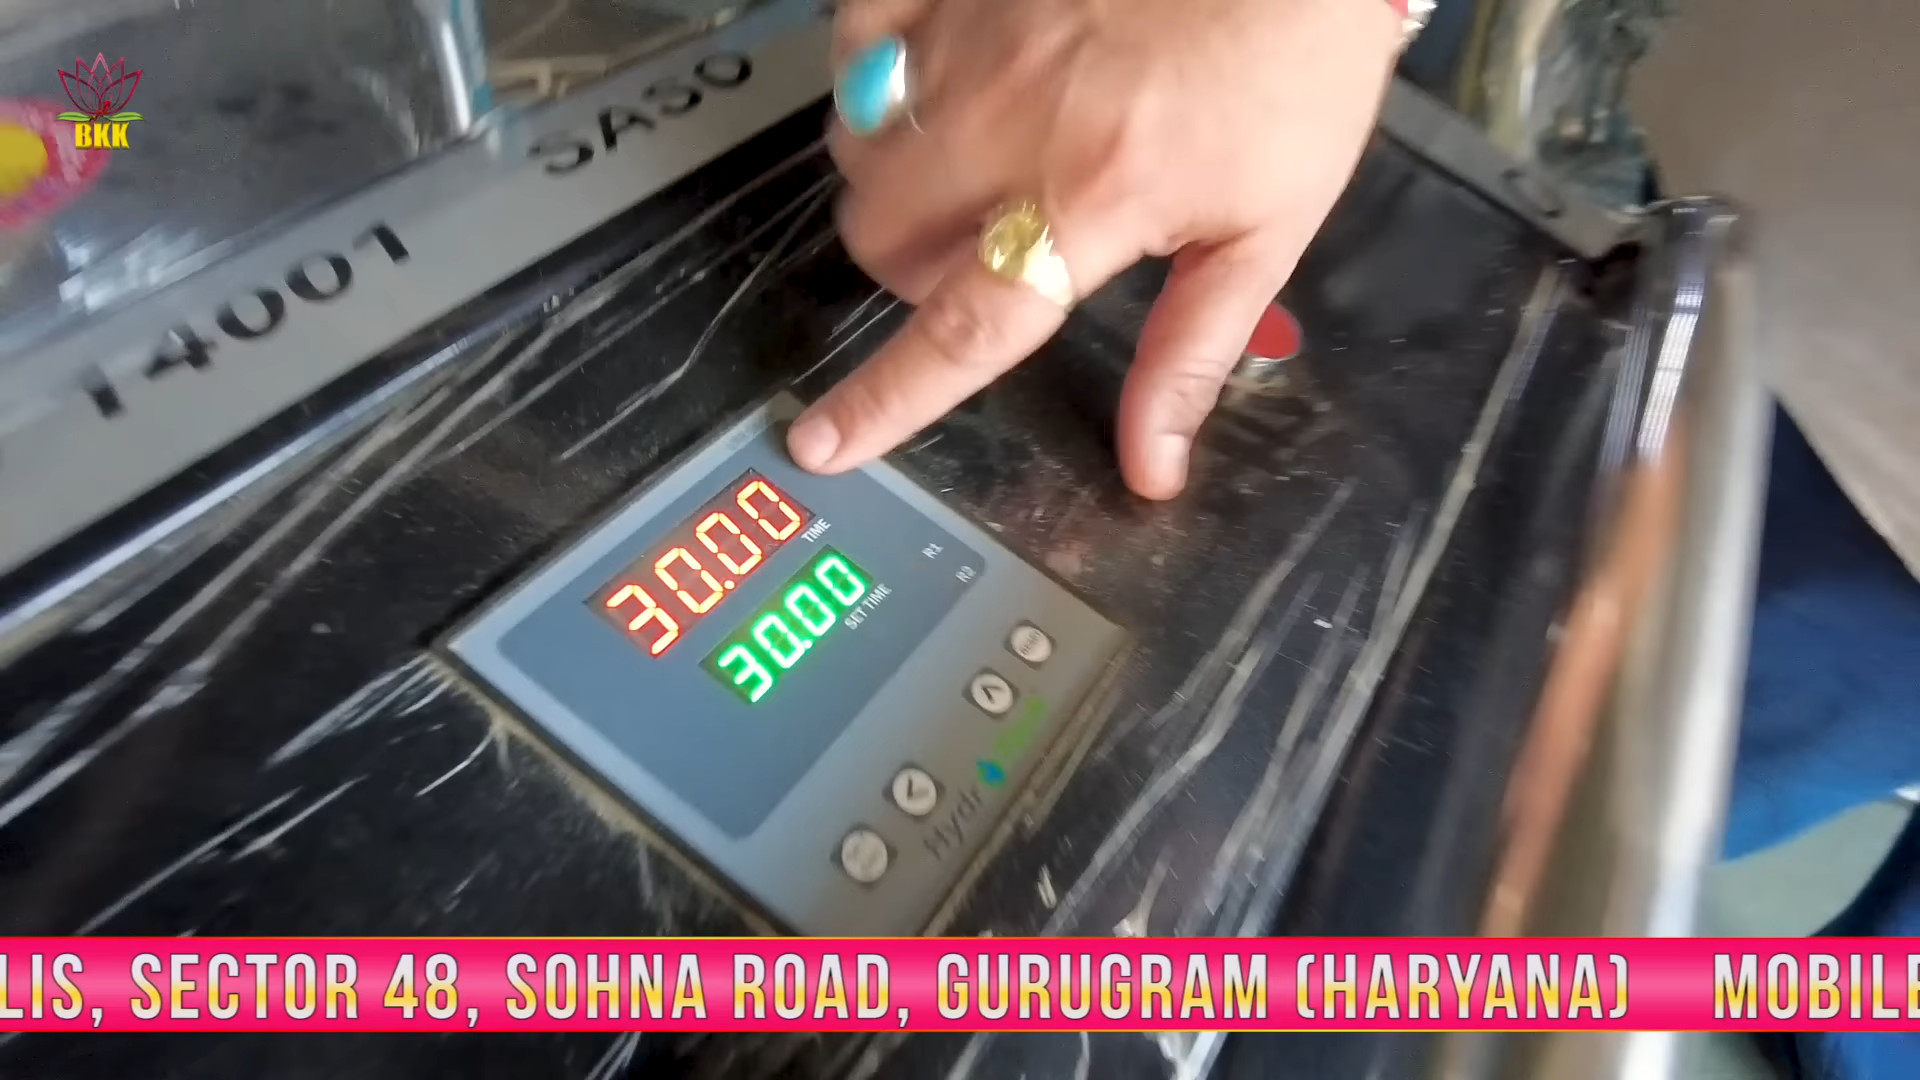 BKK
14001
SASO
30.00
TIME
30.00
SET TIME
R1
R2
Hydr
LIS, SECTOR 48, SOHNA ROAD, GURUGRAM (HARYANA) MOBILE